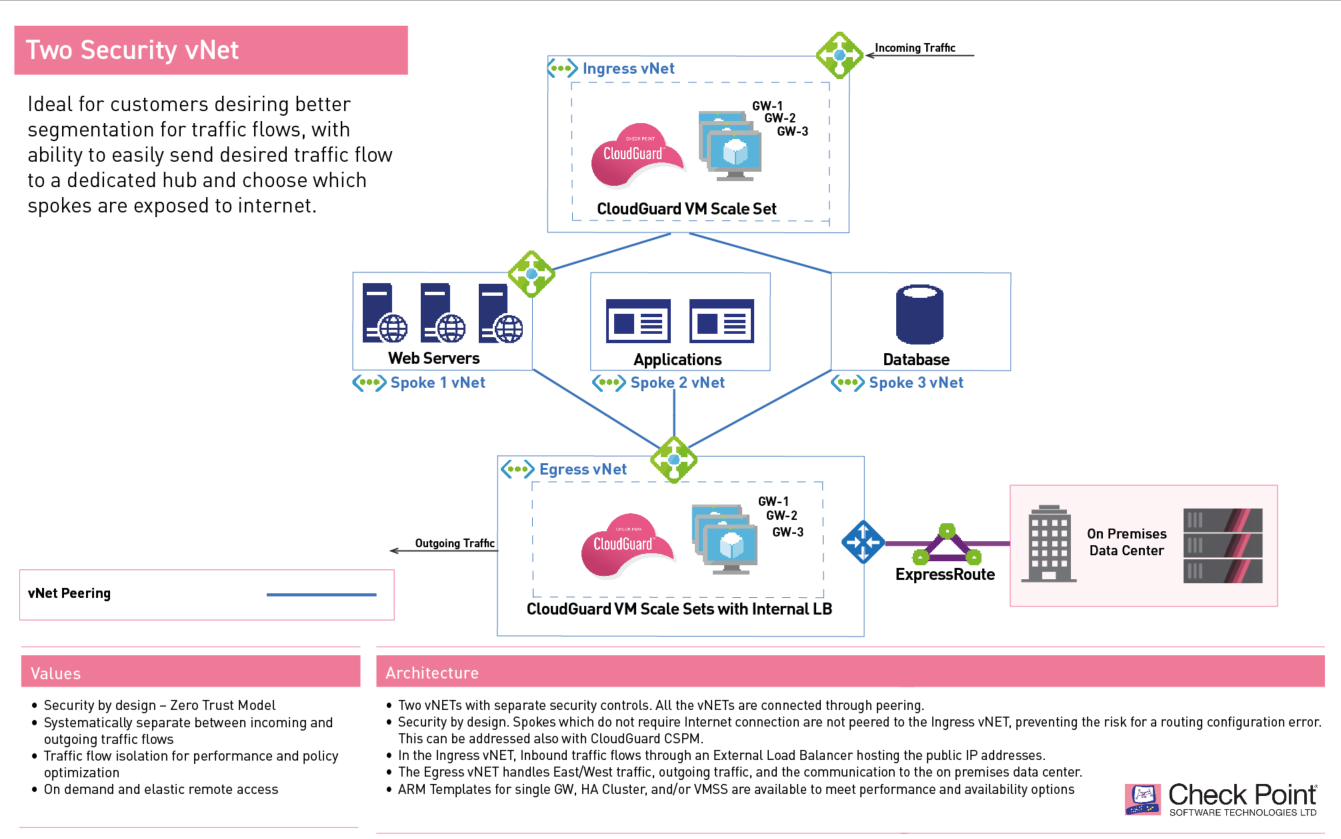 Two Security vNet
Ideal for customers desiring better
segmentation for traffic flows, with
ability to easily send desired traffic flow
to a dedicated hub and choose which
spokes are exposed to internet.
Incoming Traffic
Ingress vNet
GW-1
GW-2
GW-3
CHECK POINT
CloudGuard
CloudGuard VM Scale Set
Web Servers
Applications
Database
Spoke 1 vNet
Spoke 2 vNet
Spoke 3 vNet
Egress vNet
GW-1
GW-2
GW-3
CHECK POINT
CloudGuard
CloudGuard VM Scale Sets with Internal LB
Outgoing Traffic
ExpressRoute
On Premises
Data Center
vNet Peering
Values
• Security by design – Zero Trust Model
• Systematically separate between incoming and
outgoing traffic flows
• Traffic flow isolation for performance and policy
optimization
• On demand and elastic remote access
Architecture
• Two vNETs with separate security controls. All the vNETs are connected through peering.
• Security by design. Spokes which do not require Internet connection are not peered to the Ingress vNET, preventing the risk for a routing configuration error.
This can be addressed also with CloudGuard CSPM.
• In the Ingress vNET, Inbound traffic flows through an External Load Balancer hosting the public IP addresses.
• The Egress vNET handles East/West traffic, outgoing traffic, and the communication to the on premises data center.
• ARM Templates for single GW, HA Cluster, and/or VMSS are available to meet performance and availability options
Check Point
SOFTWARE TECHNOLOGIES LTD